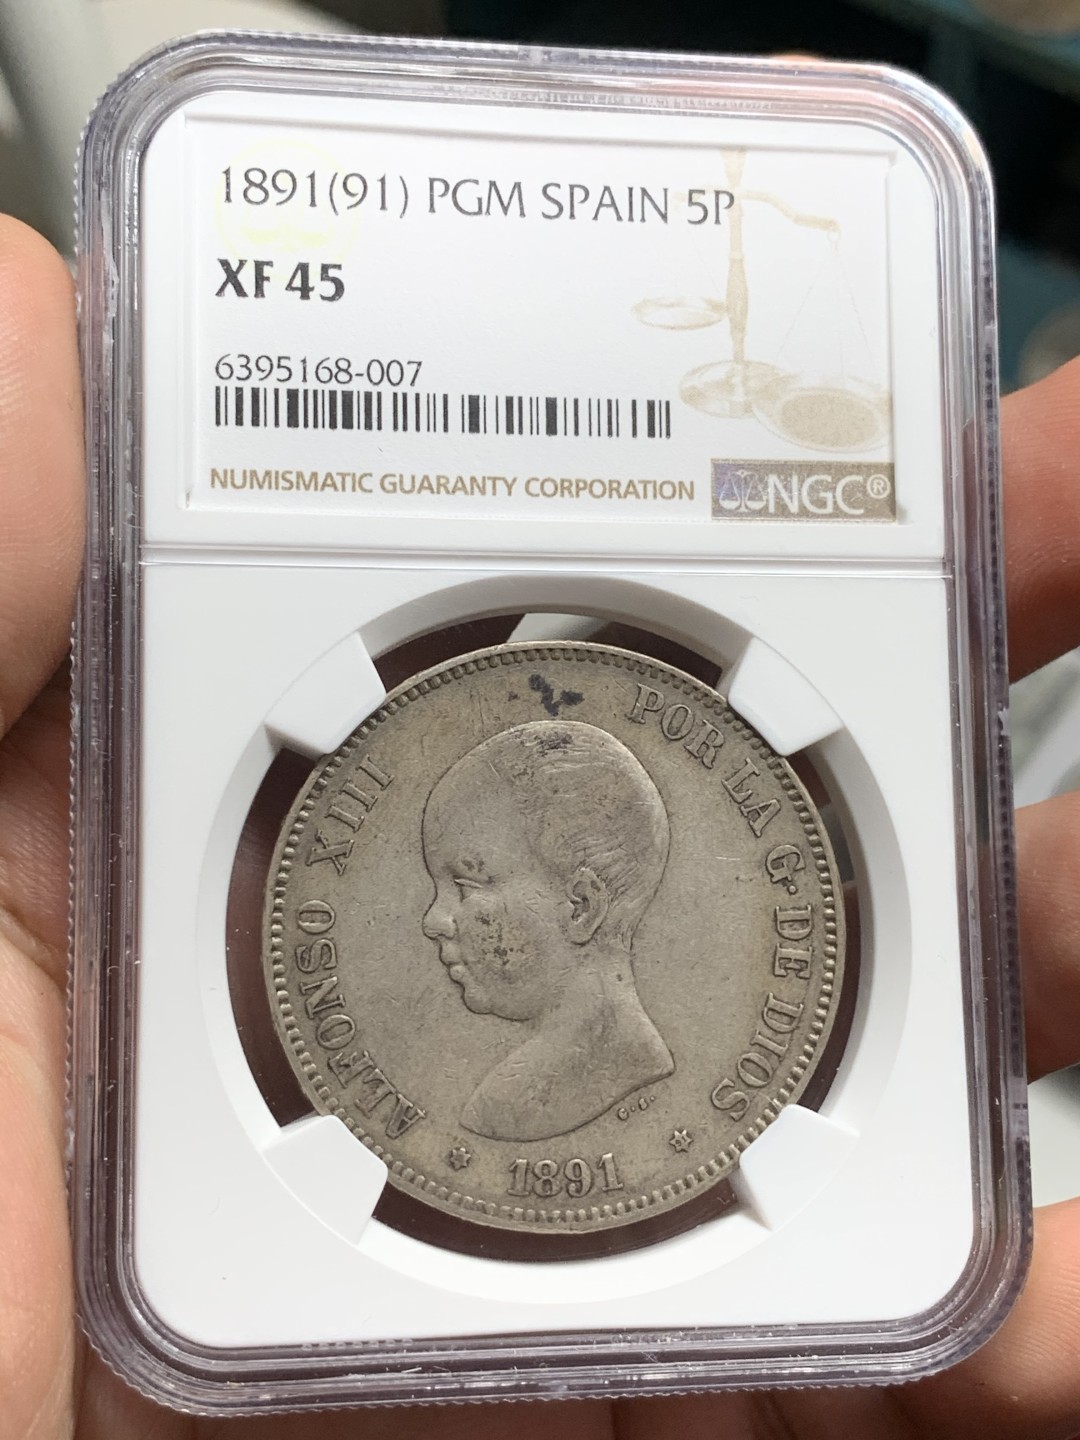 1891(91) PGM SPAIN 5P
XF 45
6395168-007
NUMISMATIC GUARANTY CORPORATION NGC®
ALFONSO XIII POR LA G· DE DIOS
G.S.
* 1891 *